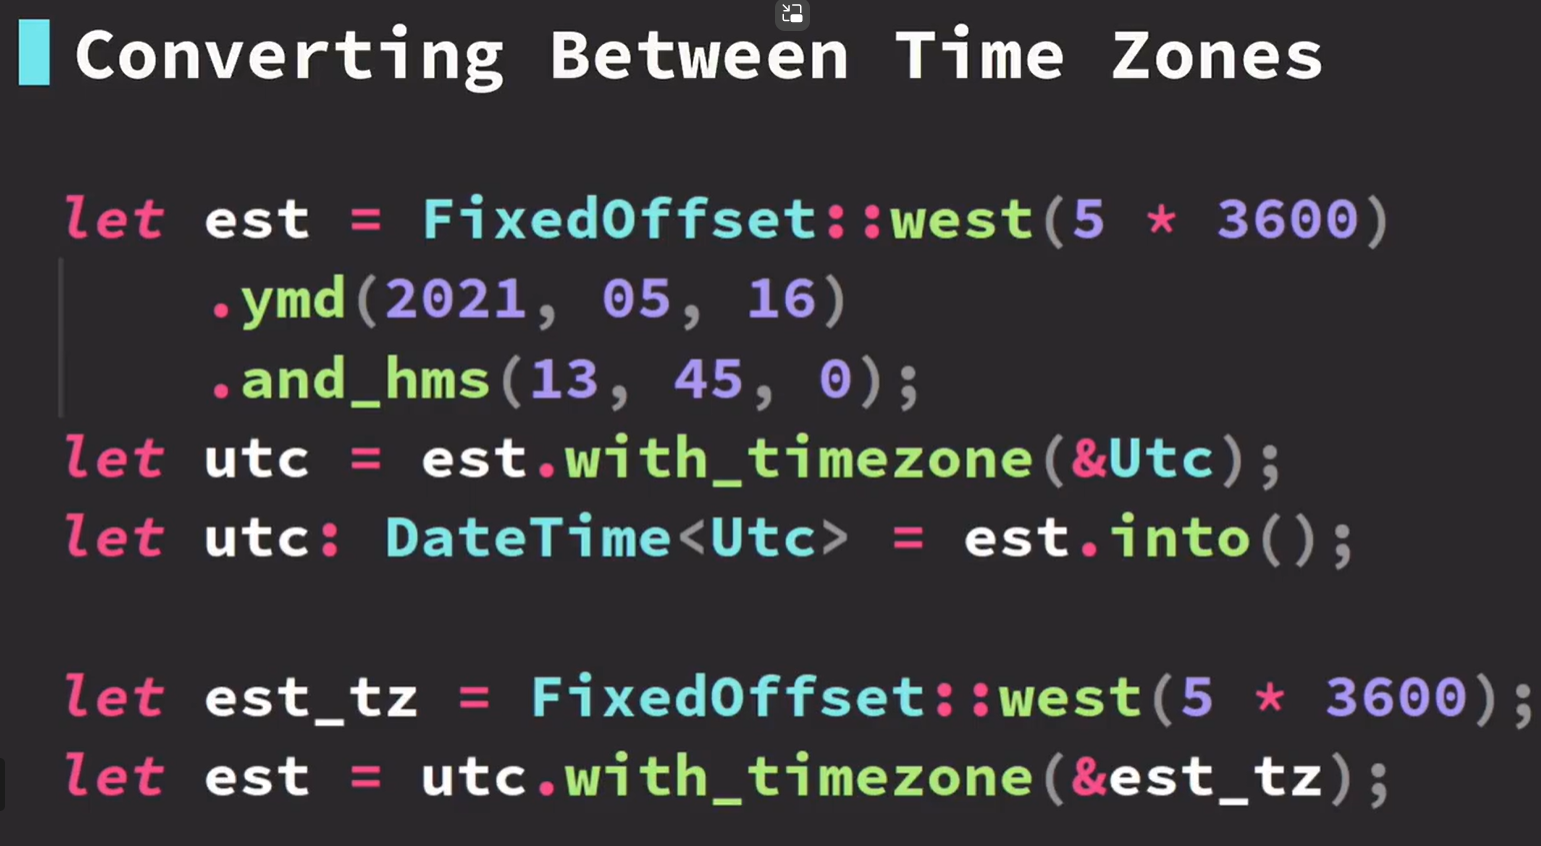 Converting Between Time Zones
let est = FixedOffset::west(5 * 3600)
.ymd(2021, 05, 16)
.and_hms(13, 45, 0);
let utc = est.with_timezone(&Utc);
let utc: DateTime<Utc> = est.into();
let est_tz = FixedOffset::west(5 * 3600);
let est = utc.with_timezone(&est_tz);